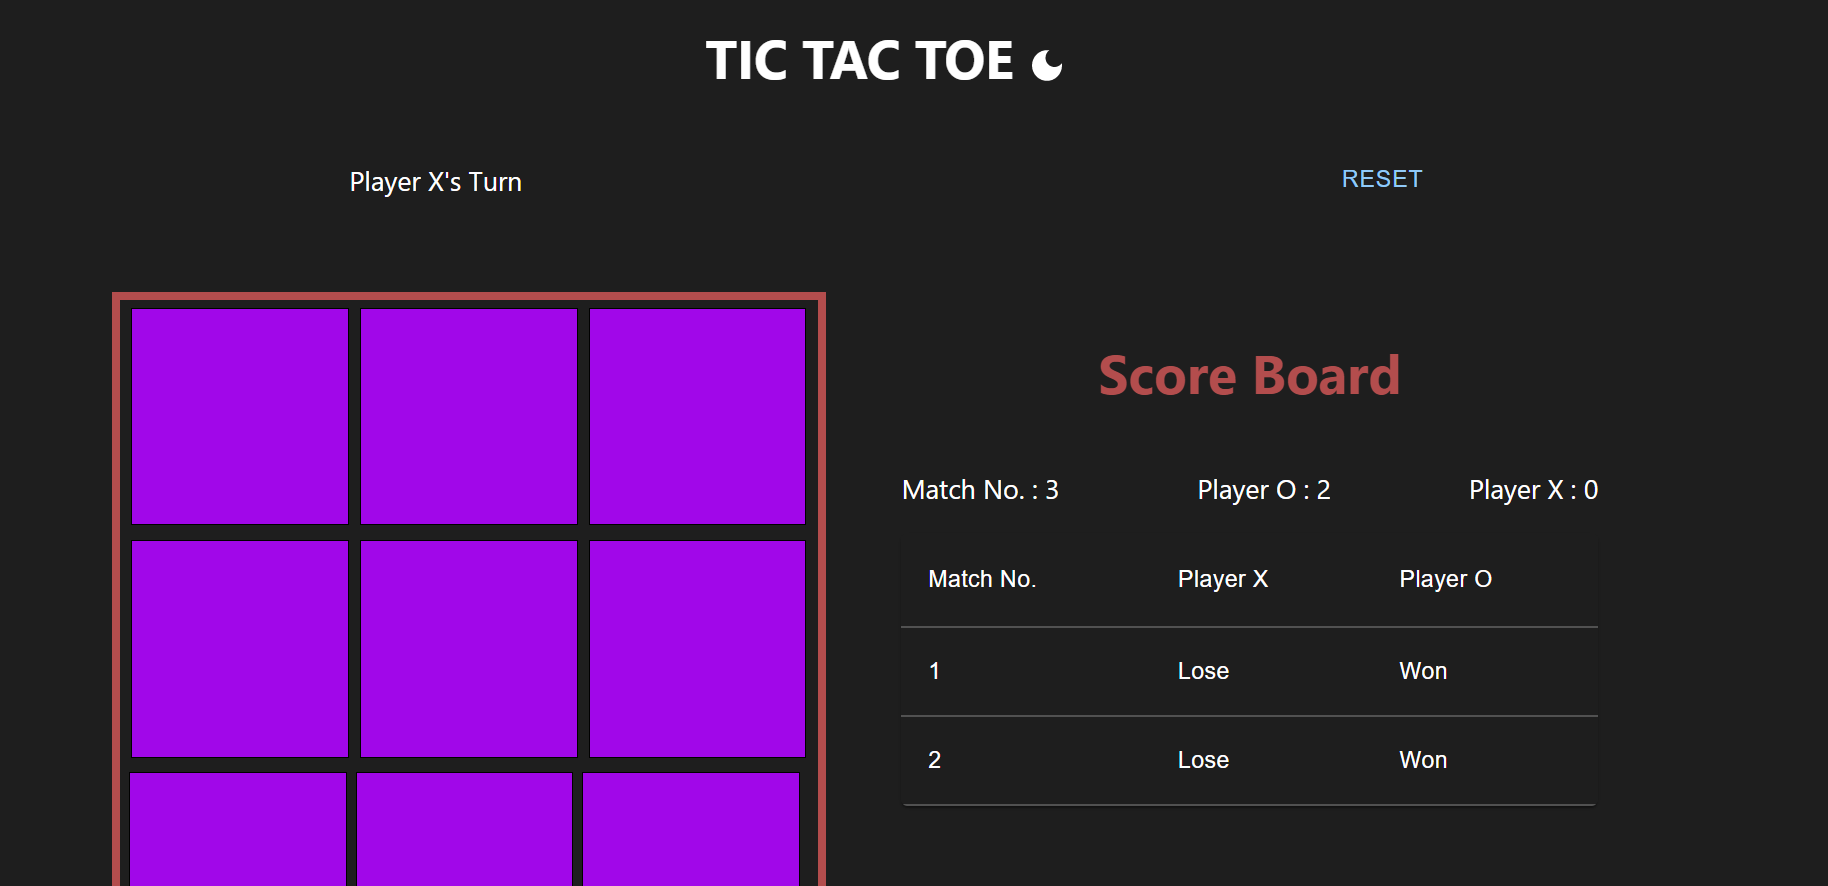 TIC TAC TOE
Player X's Turn
RESET
Score Board
Match No. : 3 Player O : 2 Player X : 0
Match No. Player X Player O
1 Lose Won
2 Lose Won